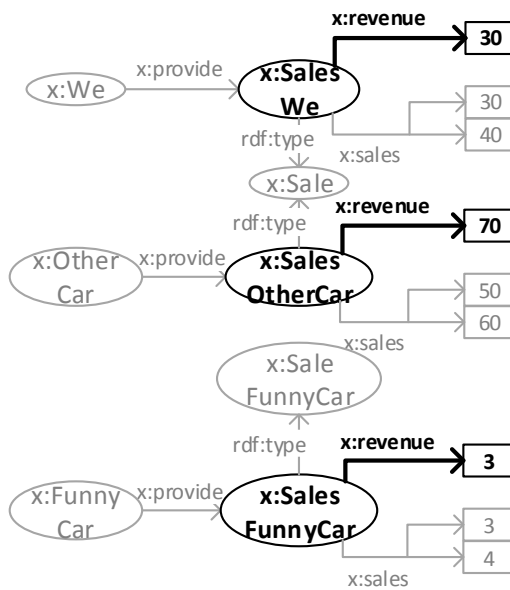 x:revenue
30
x:provide
x:We
x:Sales
We
30
40
rdf:type
x:sales
x:Sale
x:revenue
rdf:type
70
x:provide
x:Other
Car
x:Sales
OtherCar
50
60
x:sales
x:Sale
FunnyCar
x:revenue
rdf:type
3
x:provide
x:Funny
Car
x:Sales
FunnyCar
3
4
x:sales